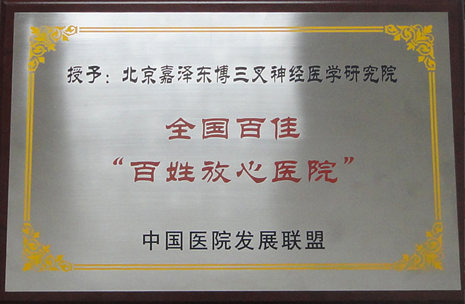 授予：北京嘉泽东博三叉神经医学研究院
全国百佳
“百姓放心医院”
中国医院发展联盟